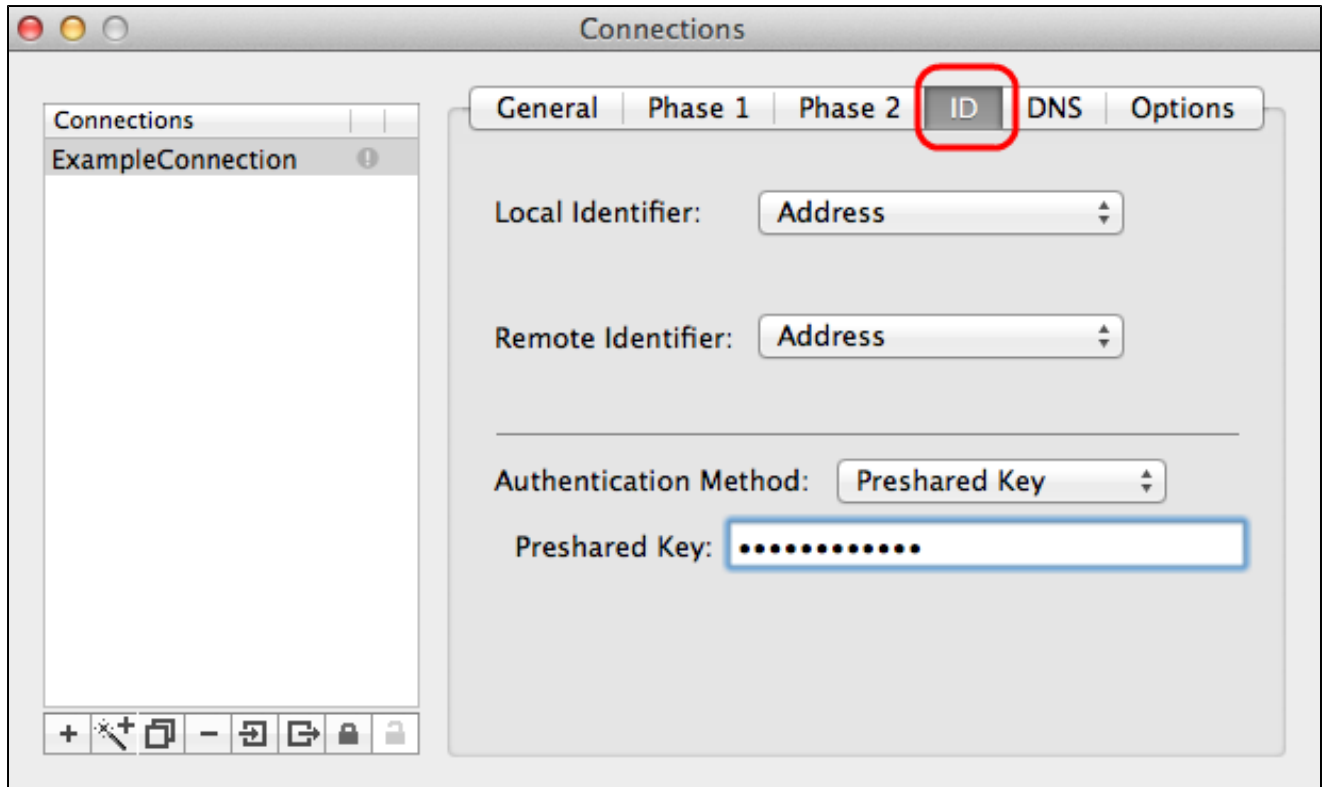 Connections
General Phase 1 Phase 2 ID DNS Options
Connections
ExampleConnection
Local Identifier: Address
Remote Identifier: Address
Authentication Method: Preshared Key
Preshared Key: ••••••••••••